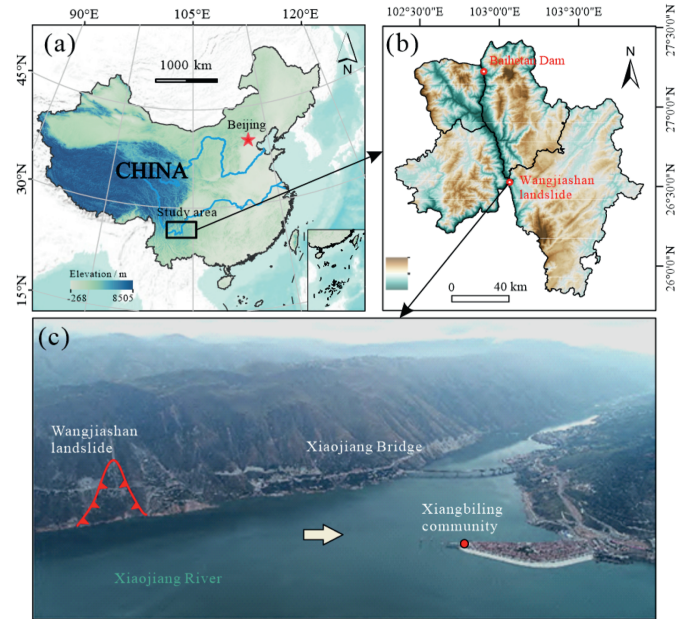 90°E
105°E
120°E
102°30'0"E
103°0'0"E
103°30'0"E
(a)
1000 km
N
45°N
30°N
15°N
Beijing
CHINA
Study area
Elevation / m
-268
8505
(b)
N
Baihetan Dam
Wangjiashan
landslide
0
40 km
27°30'0"N
27°0'0"N
26°30'0"N
26°0'0"N
(c)
Wangjiashan
landslide
Xiaojiang Bridge
Xiangbiling
community
Xiaojiang River